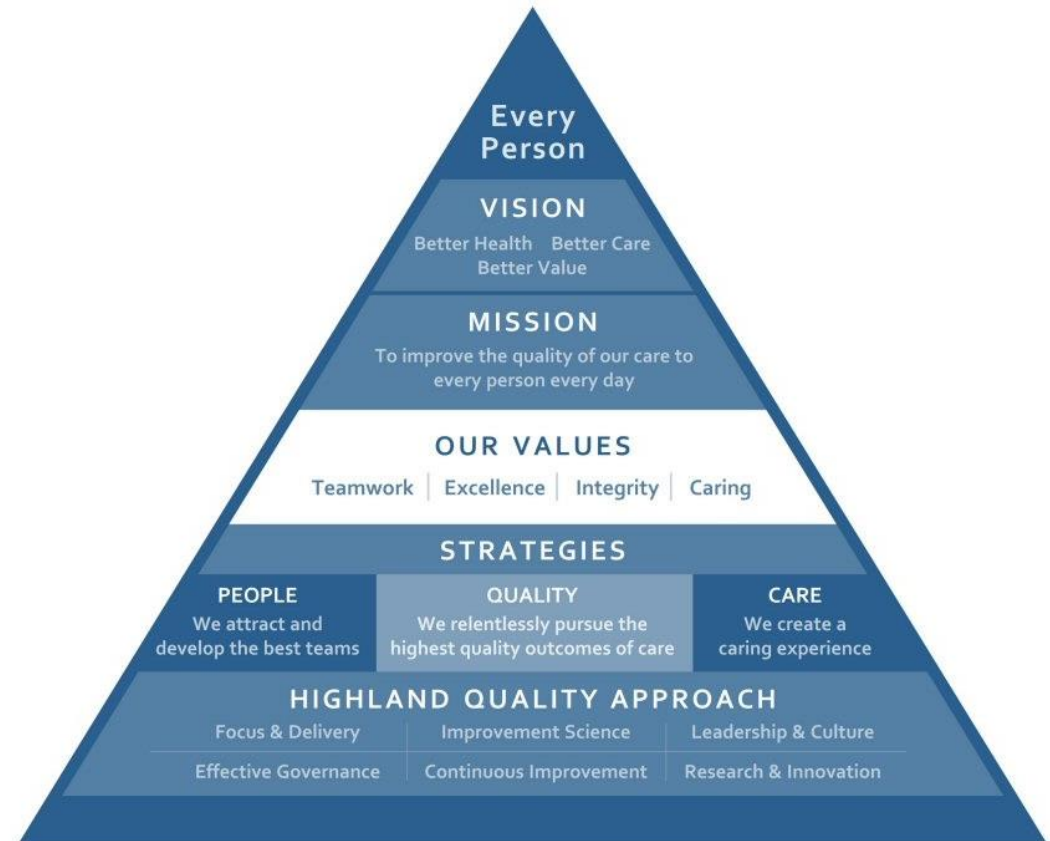 Every
Person
VISION
Better Health Better Care
Better Value
MISSION
To improve the quality of our care to
every person every day
OUR VALUES
Teamwork Excellence Integrity Caring
STRATEGIES
PEOPLE
We attract and
develop the best teams
QUALITY
We relentlessly pursue the
highest quality outcomes of care
CARE
We create a
caring experience
HIGHLAND QUALITY APPROACH
Focus & Delivery Improvement Science Leadership & Culture
Effective Governance Continuous Improvement Research & Innovation